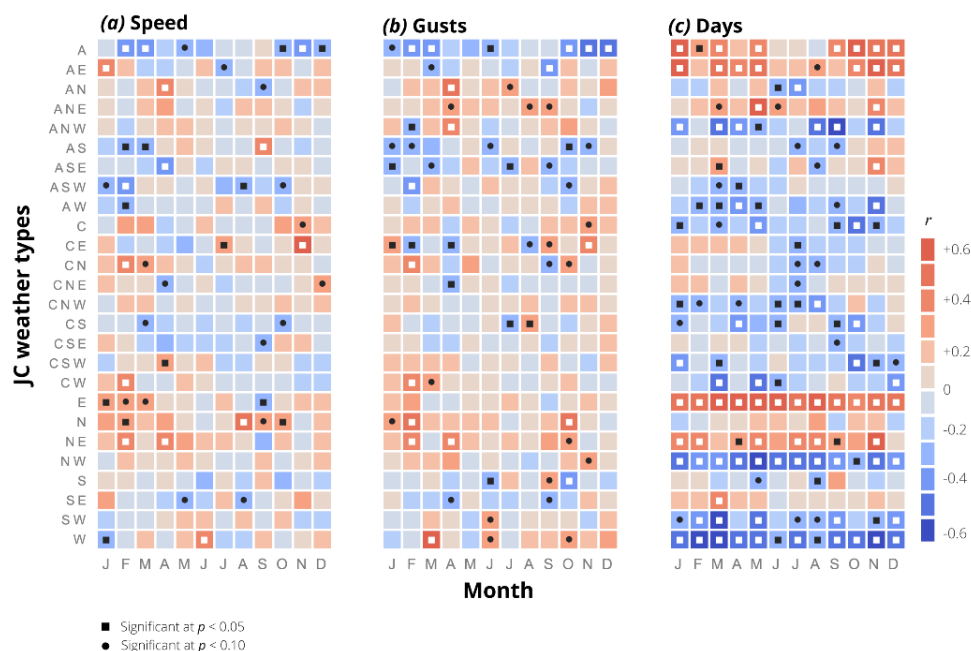 (a) Speed
(b) Gusts
(c) Days
JC weather types
A
AE
AN
ANE
ANW
AS
ASE
ASW
AW
C
CE
CN
CNE
CNW
CS
CSE
CSW
CW
E
N
NE
NW
S
SE
SW
W
J F M A M J J A S O N D
J F M A M J J A S O N D
J F M A M J J A S O N D
Month
r
+0.6
+0.4
+0.2
0
-0.2
-0.4
-0.6
Significant at p < 0.05
Significant at p < 0.10